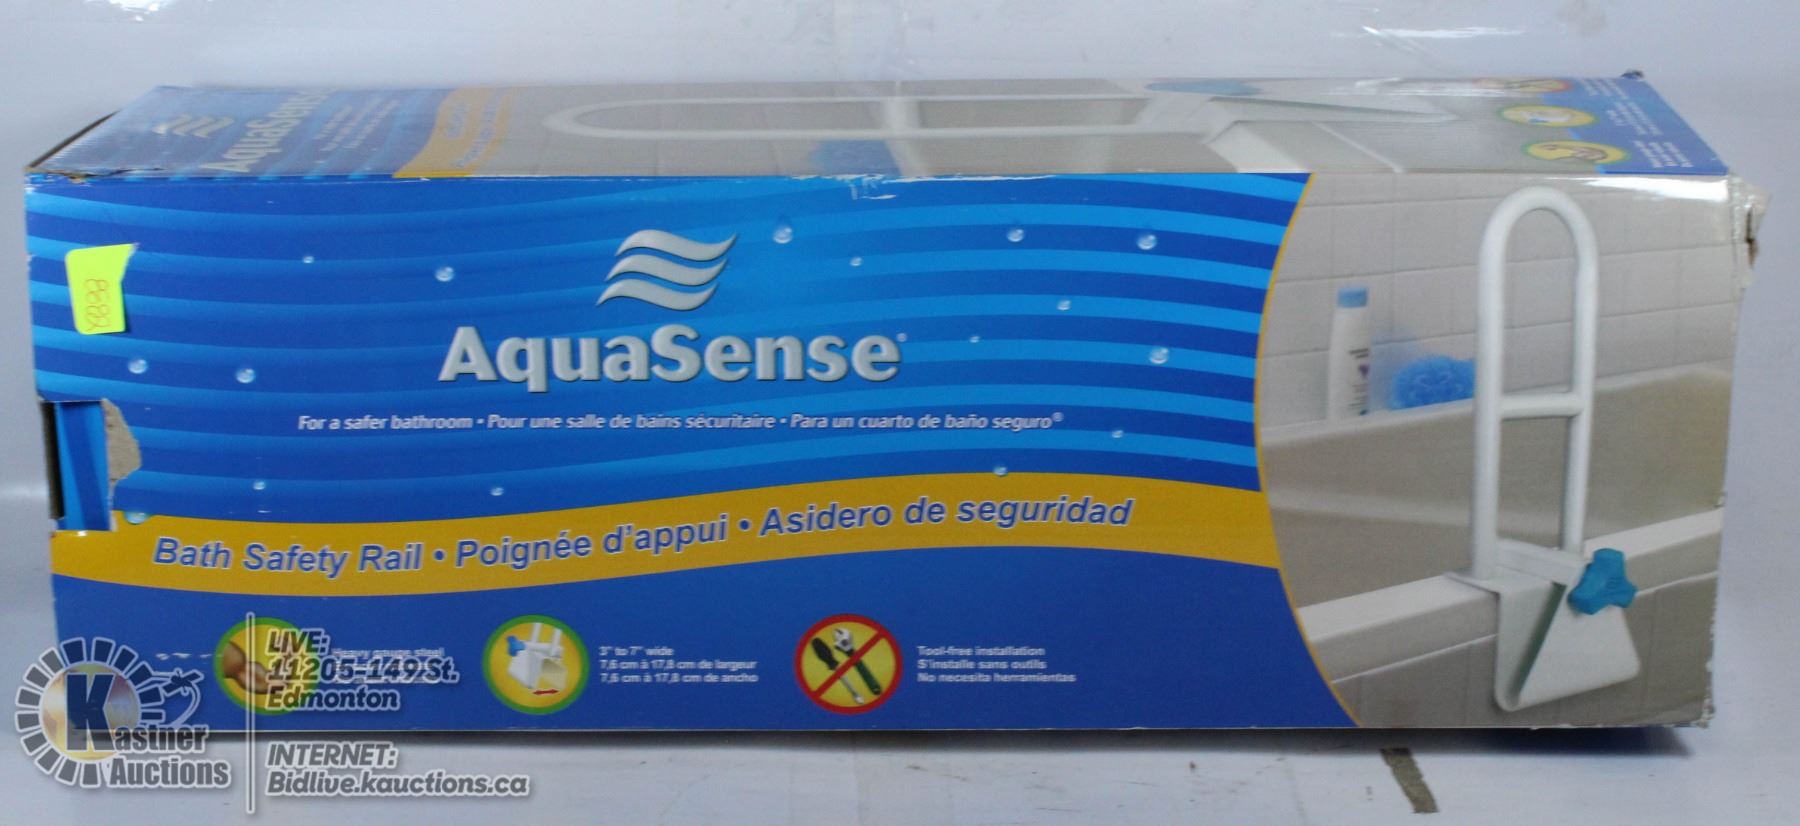 AquaSense
AquaSense®
For a safer bathroom • Pour une salle de bains sécuritaire • Para un cuarto de baño seguro®
Bath Safety Rail • Poignée d'appui • Asidero de seguridad
Heavy gauge steel
3" to 7" wide
7,6 cm à 17,8 cm de largeur
7,6 cm à 17,8 cm de ancho
Tool-free installation
S'installe sans outils
No necesita herramientas
Kastner
Auctions
LIVE:
11205-149 St.
Edmonton
INTERNET:
Bidlive.kauctions.ca